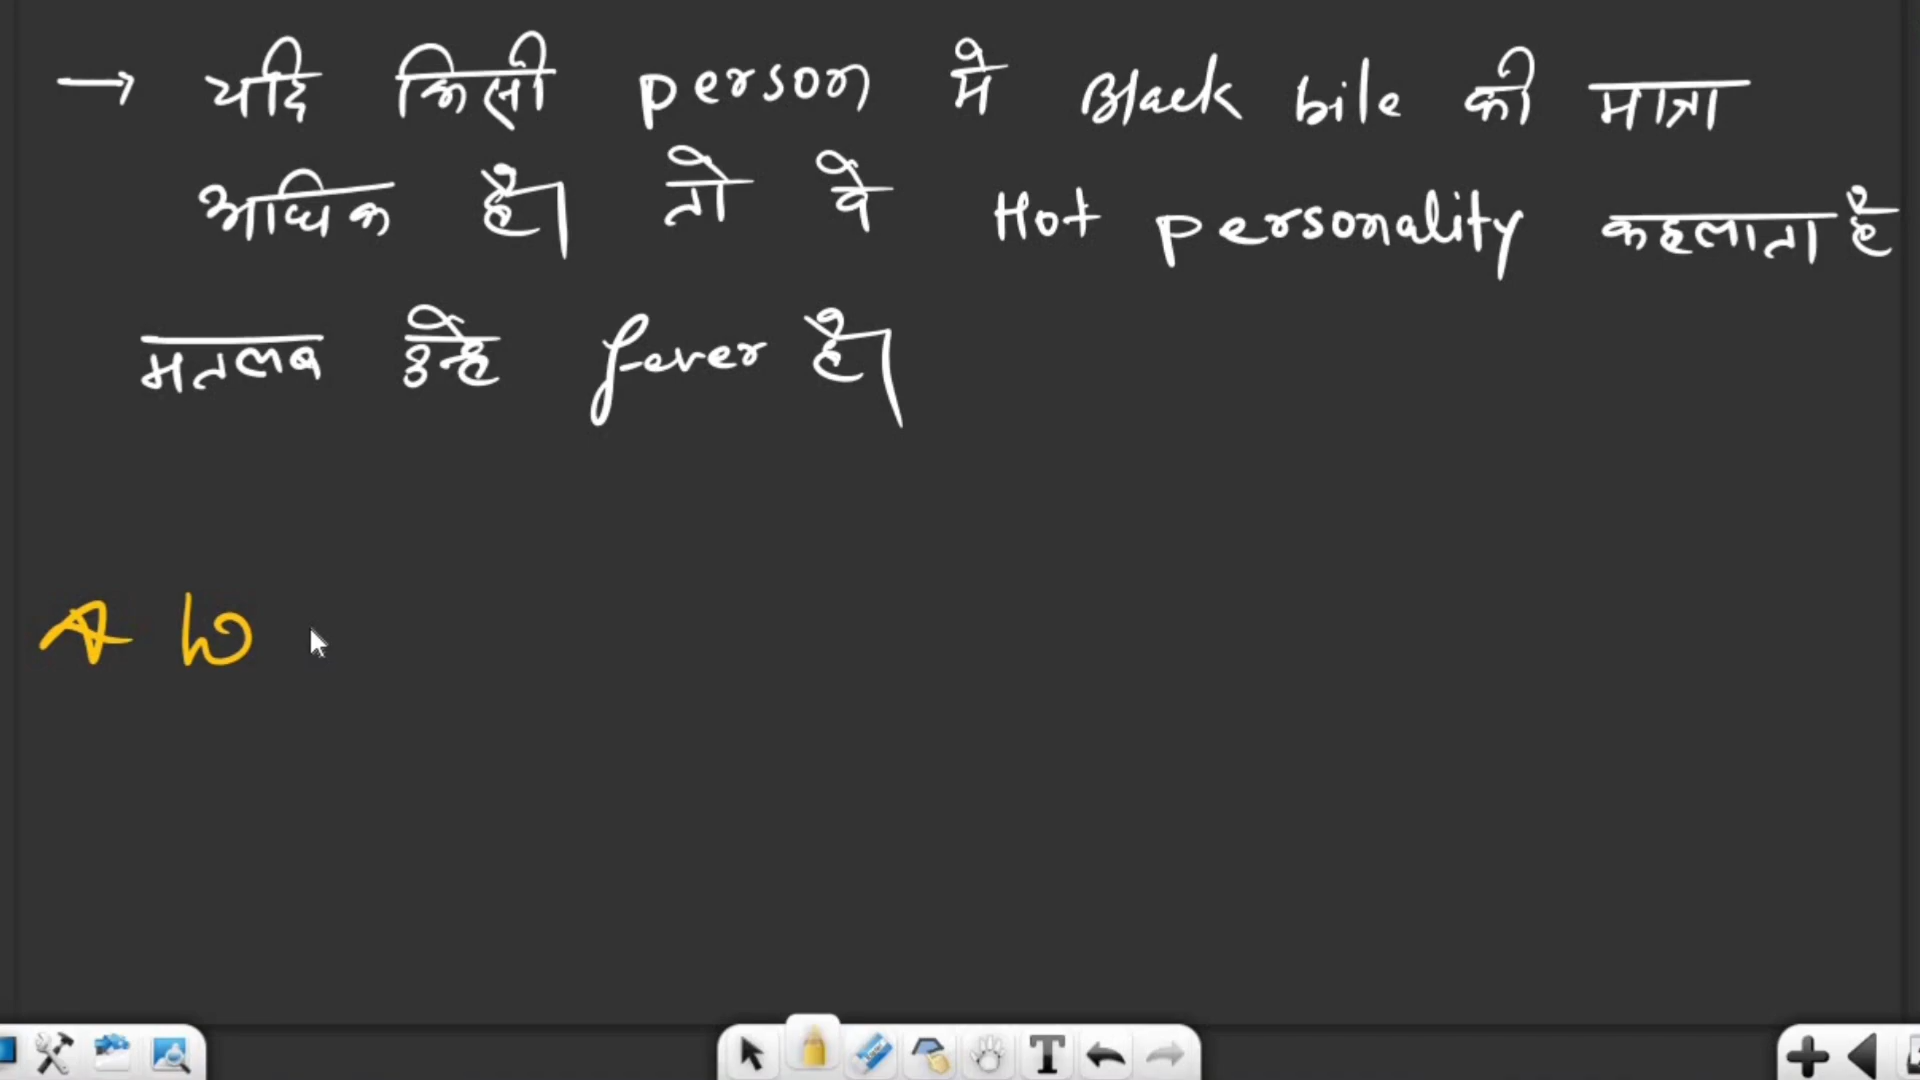 → यदि किसी person मे Black bile की मात्रा
अधिक है। तो वे Hot personality कहलाता है
मतलब उन्हे fever है।